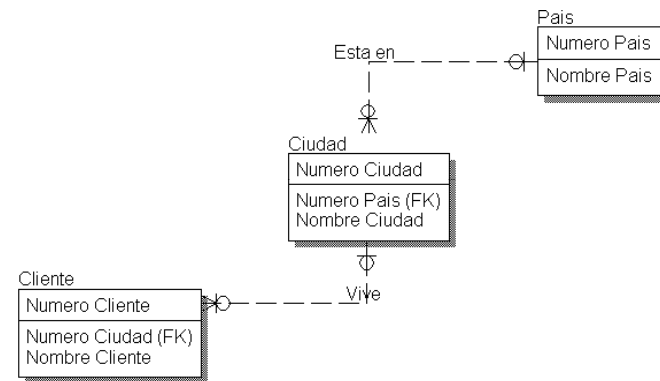 Pais
Numero Pais
Nombre Pais
Esta en
Ciudad
Numero Ciudad
Numero Pais (FK)
Nombre Ciudad
Vive
Cliente
Numero Cliente
Numero Ciudad (FK)
Nombre Cliente